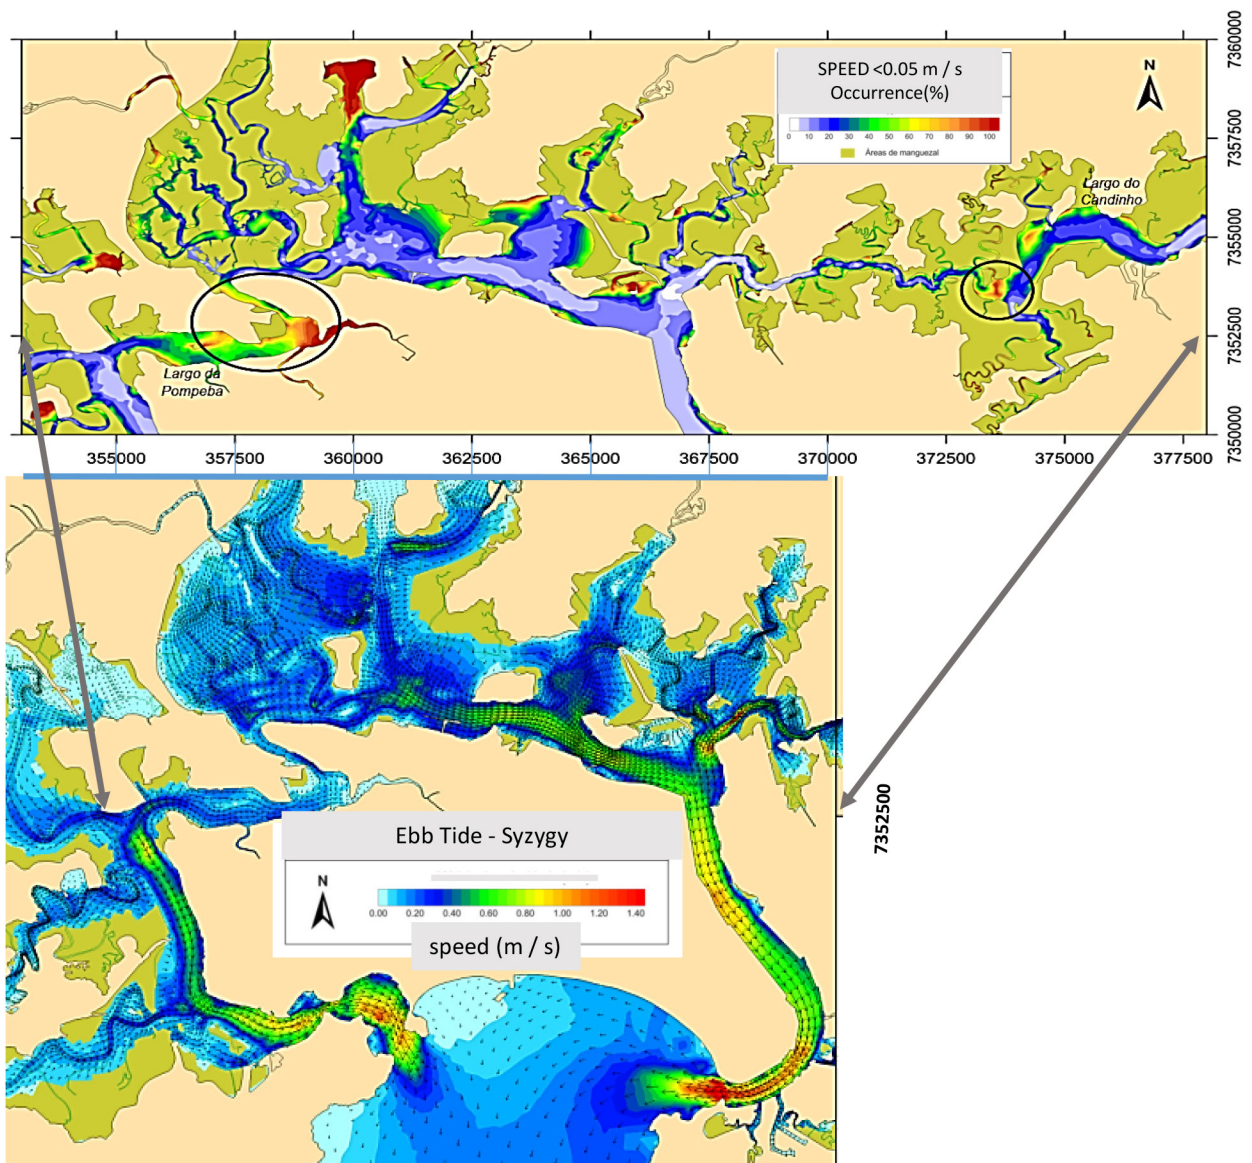 SPEED <0.05 m / s
Occurrence(%)
N
0 10 20 30 40 50 60 70 80 90 100
Áreas de manguezal
Largo do
Candinho
Largo da
Pompeba
7360000
7357500
7355000
7352500
7350000
355000 357500 360000 362500 365000 367500 370000 372500 375000 377500
7352500
Ebb Tide - Syzygy
N
0.00 0.20 0.40 0.60 0.80 1.00 1.20 1.40
speed (m / s)